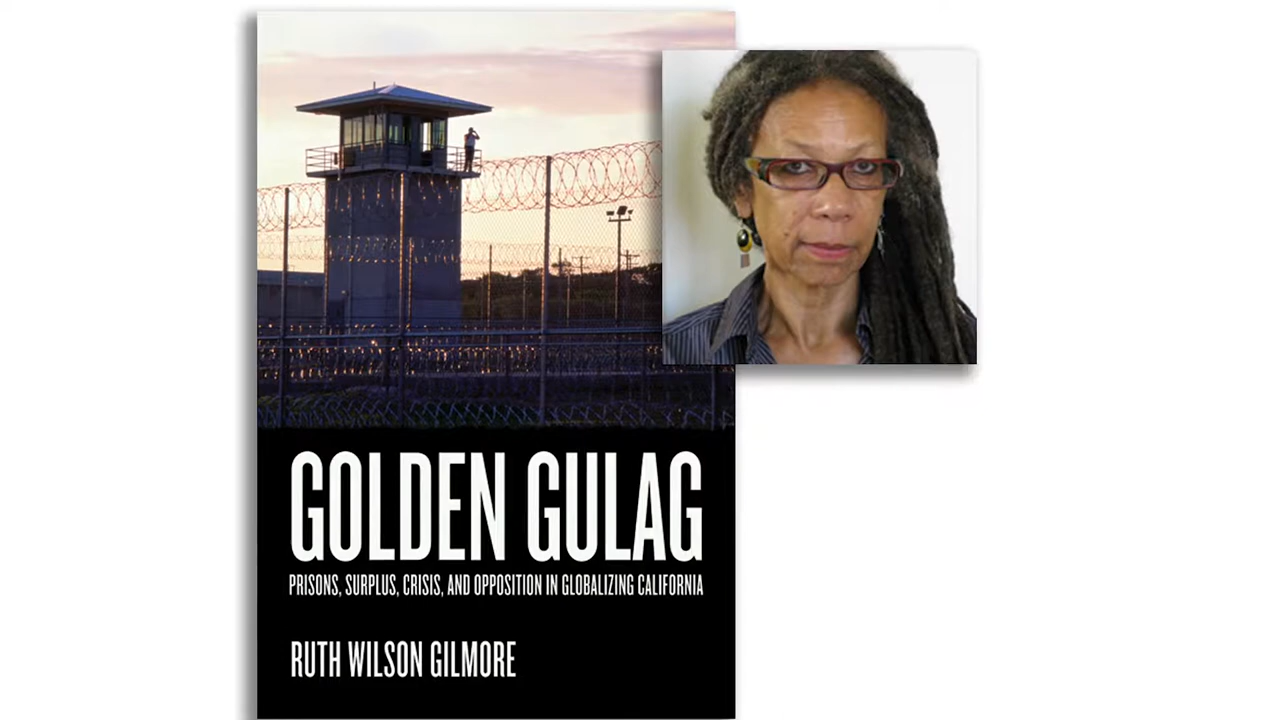 GOLDEN GULAG
PRISONS, SURPLUS, CRISIS, AND OPPOSITION IN GLOBALIZING CALIFORNIA
RUTH WILSON GILMORE